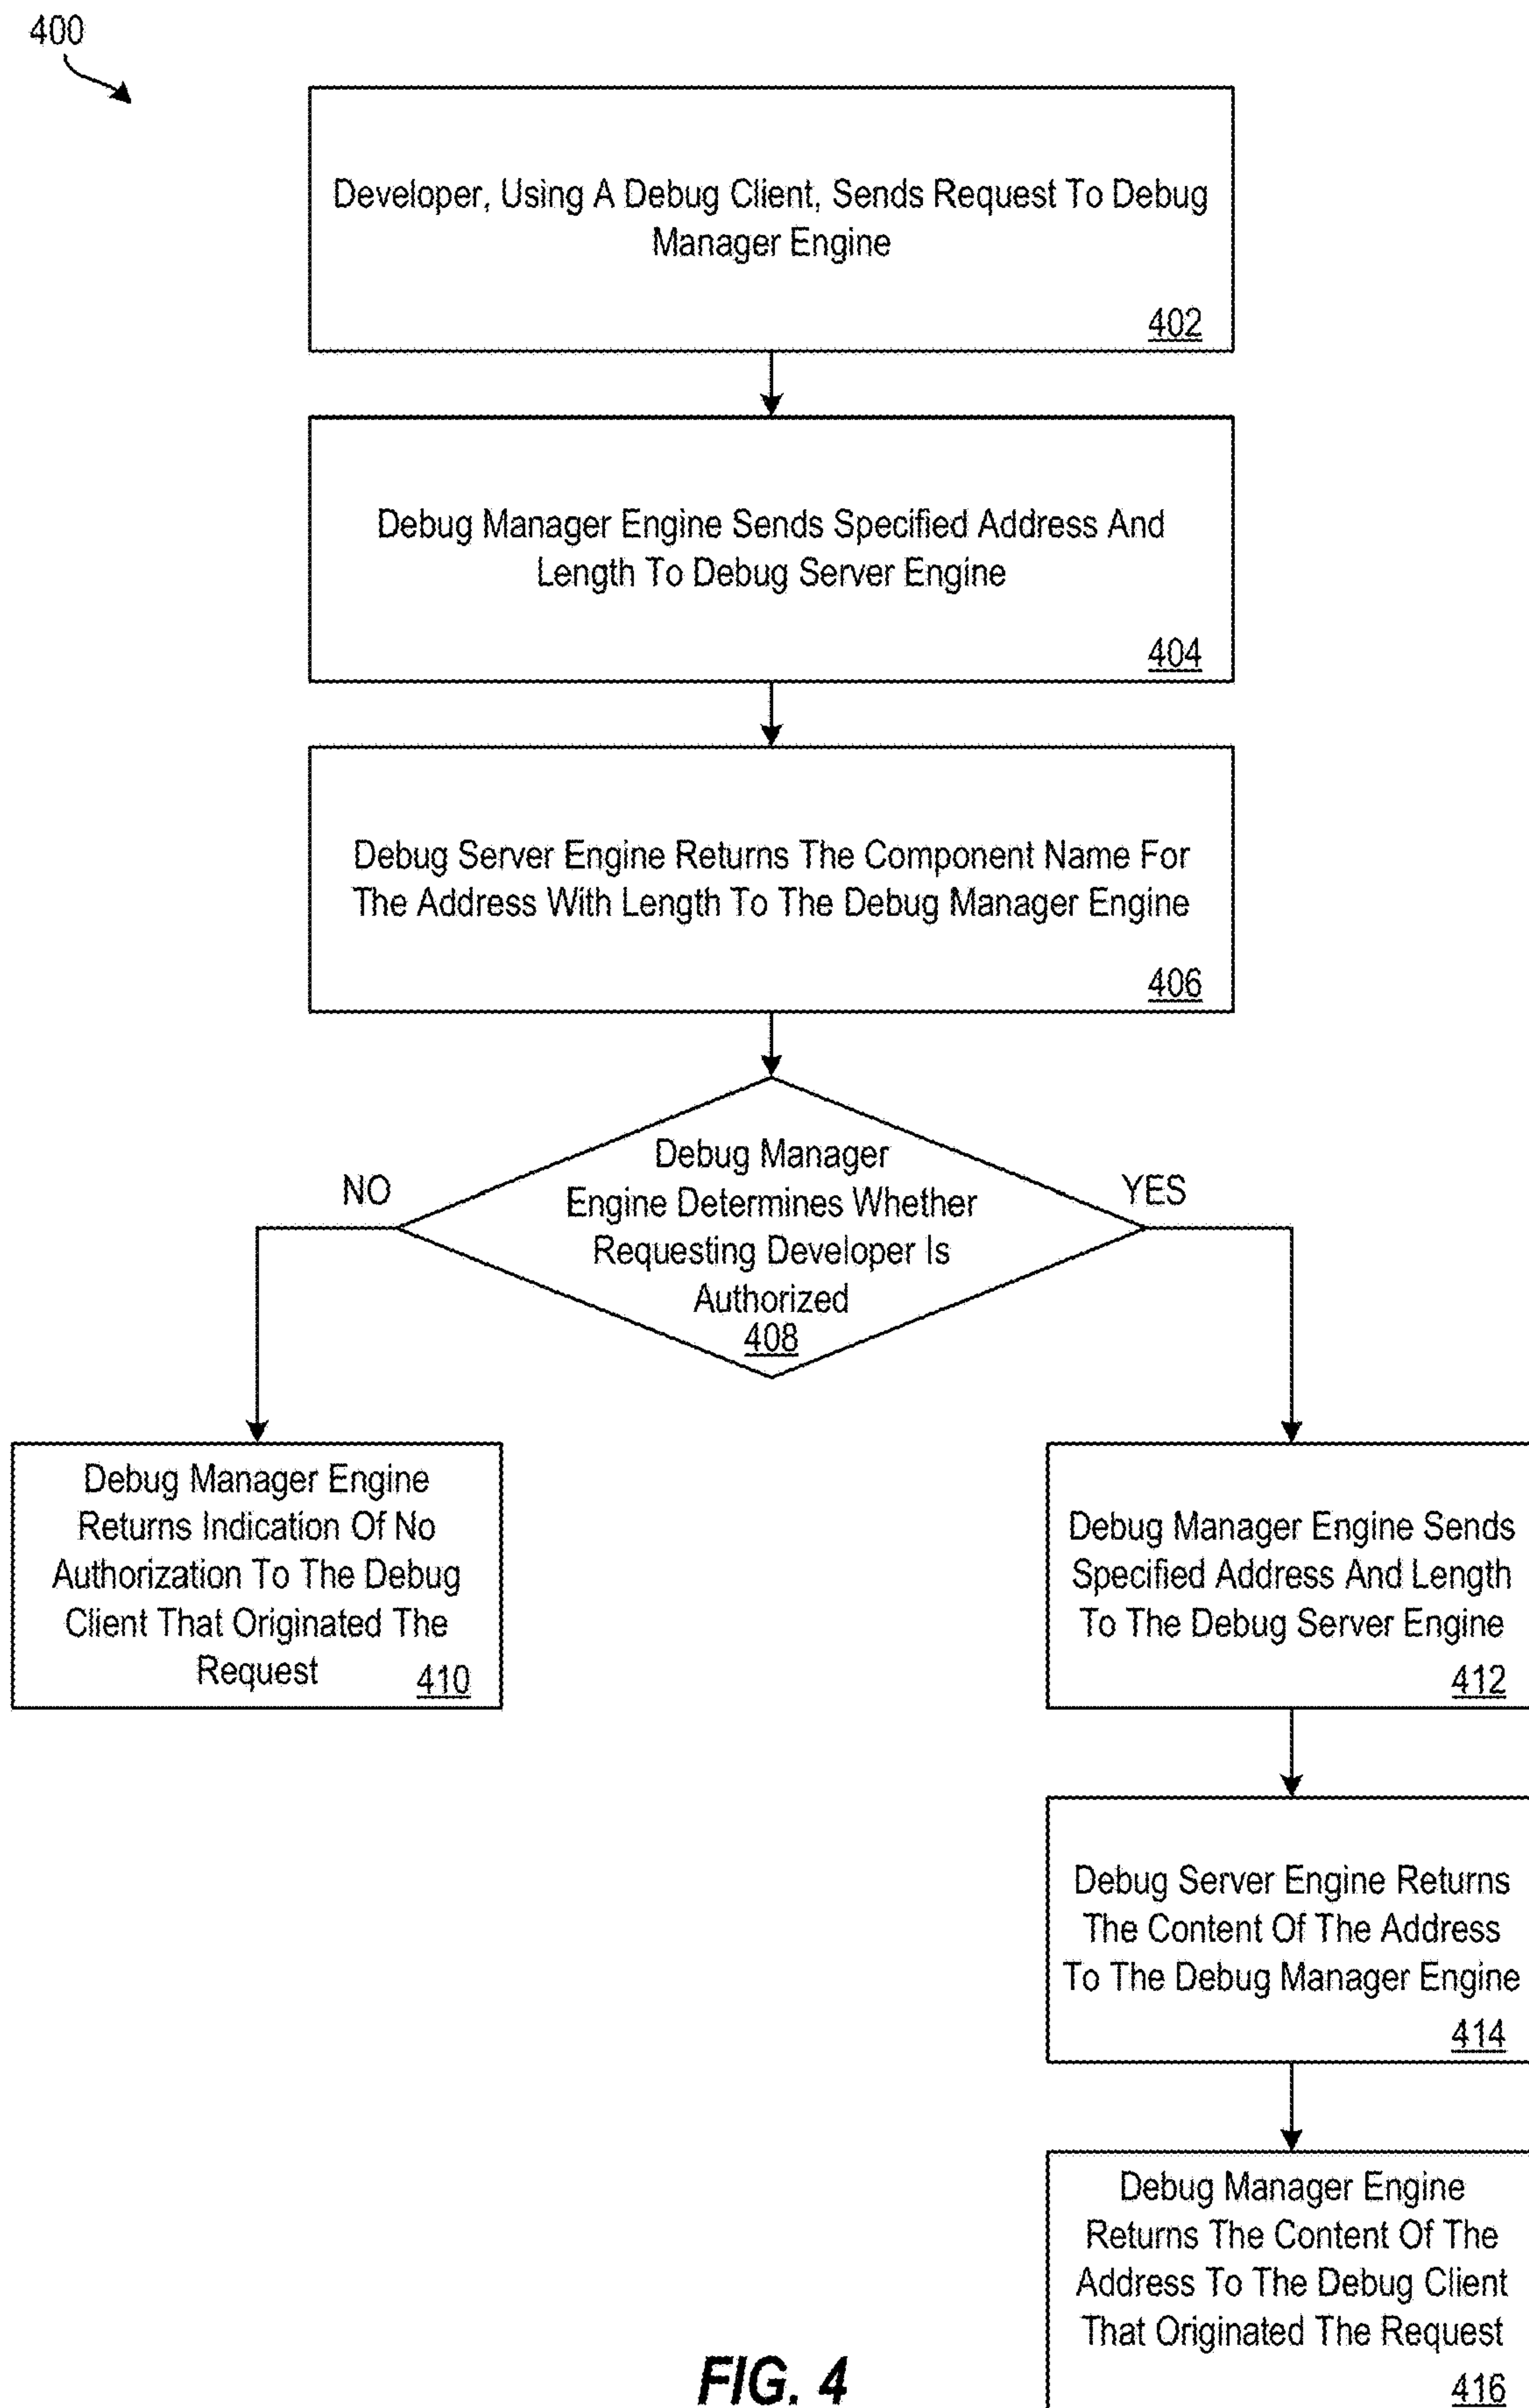 400
Developer, Using A Debug Client, Sends Request To Debug
Manager Engine
402
Debug Manager Engine Sends Specified Address And
Length To Debug Server Engine
404
Debug Server Engine Returns The Component Name For
The Address With Length To The Debug Manager Engine
406
Debug Manager
Engine Determines Whether
Requesting Developer Is
Authorized
408
NO
YES
Debug Manager Engine
Returns Indication Of No
Authorization To The Debug
Client That Originated The
Request
410
Debug Manager Engine Sends
Specified Address And Length
To The Debug Server Engine
412
Debug Server Engine Returns
The Content Of The Address
To The Debug Manager Engine
414
Debug Manager Engine
Returns The Content Of The
Address To The Debug Client
That Originated The Request
416
FIG. 4